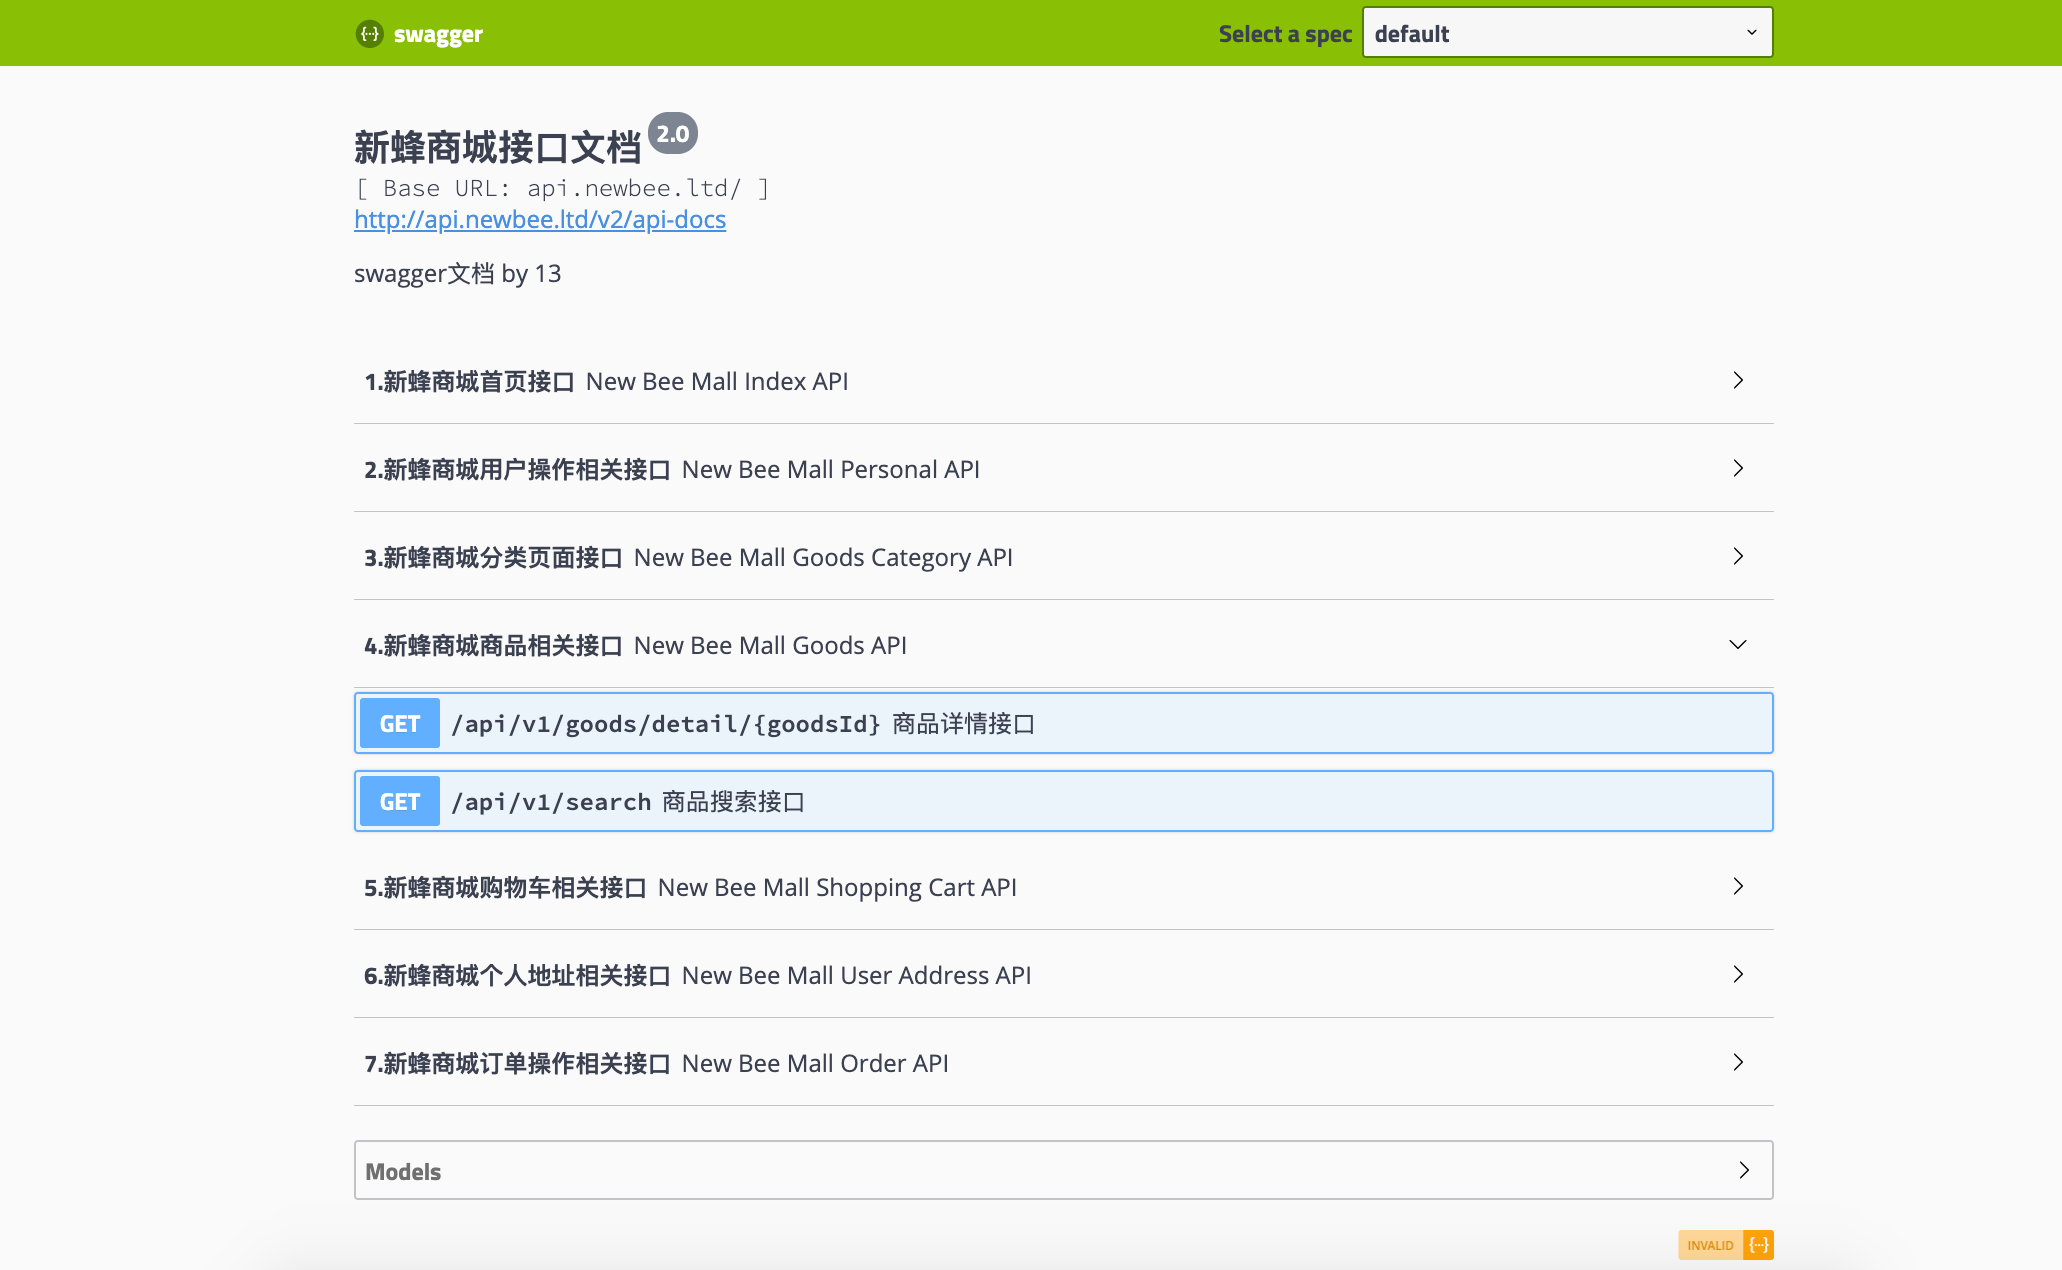 swagger
Select a spec
default
新蜂商城接口文档 2.0
[ Base URL: api.newbee.ltd/ ]
http://api.newbee.ltd/v2/api-docs
swagger文档 by 13
1.新蜂商城首页接口 New Bee Mall Index API
2.新蜂商城用户操作相关接口 New Bee Mall Personal API
3.新蜂商城分类页面接口 New Bee Mall Goods Category API
4.新蜂商城商品相关接口 New Bee Mall Goods API
GET /api/v1/goods/detail/{goodsId} 商品详情接口
GET /api/v1/search 商品搜索接口
5.新蜂商城购物车相关接口 New Bee Mall Shopping Cart API
6.新蜂商城个人地址相关接口 New Bee Mall User Address API
7.新蜂商城订单操作相关接口 New Bee Mall Order API
Models
INVALID {...}